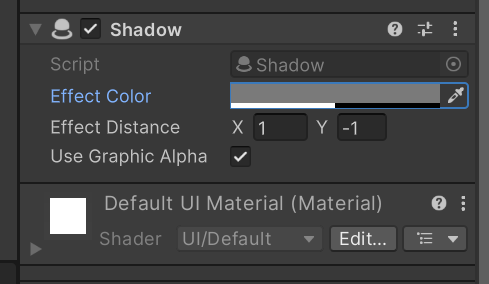 Shadow
Script Shadow
Effect Color
Effect Distance X 1 Y -1
Use Graphic Alpha
Default UI Material (Material)
Shader UI/Default Edit...